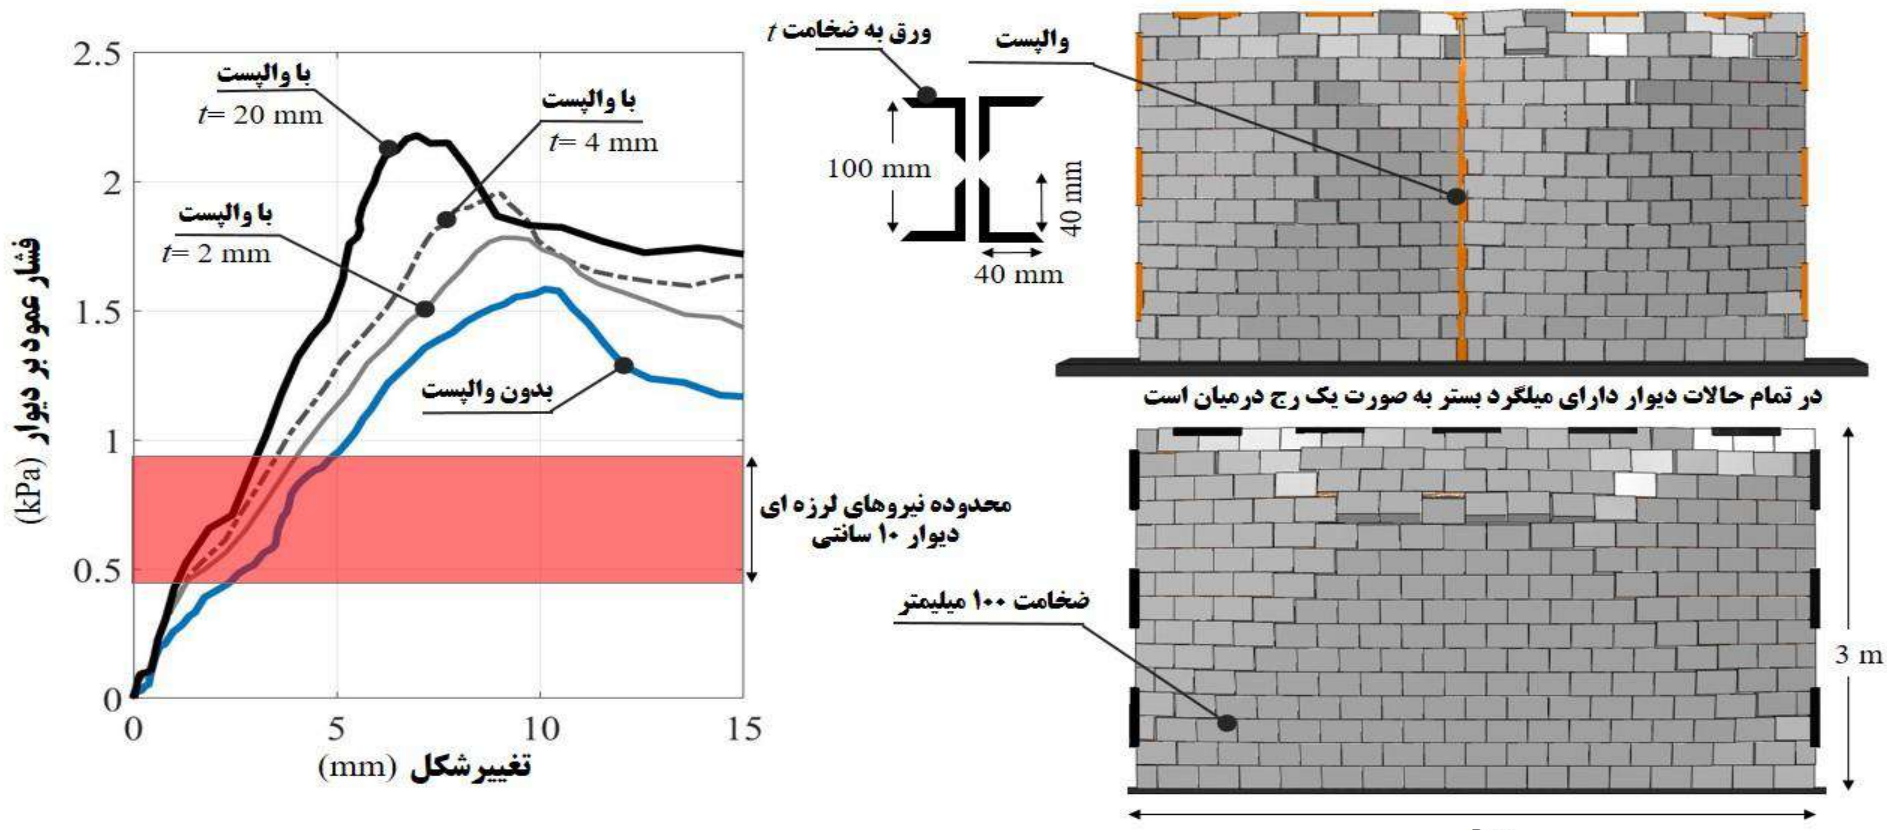 2.5
2
1.5
1
0.5
0
0
5
10
15
فشار عمود بر دیوار (kPa)
تغییرشکل (mm)
با والپست
t= 20 mm
با والپست
t= 4 mm
با والپست
t= 2 mm
بدون والپست
محدوده نیروهای لرزه ای
دیوار ۱۰ سانتی
ورق به ضخامت t
100 mm
40 mm
40 mm
والپست
در تمام حالات دیوار دارای میلگرد بستر به صورت یک رج درمیان است
ضخامت ۱۰۰ میلیمتر
3 m